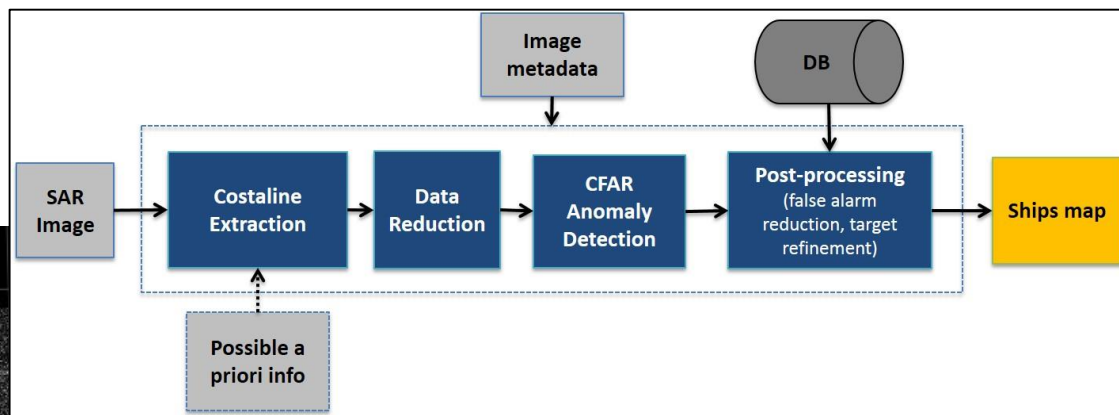 Image
metadata
DB
SAR
Image
Costaline
Extraction
Data
Reduction
CFAR
Anomaly
Detection
Post-processing
(false alarm
reduction, target
refinement)
Ships map
Possible a
priori info